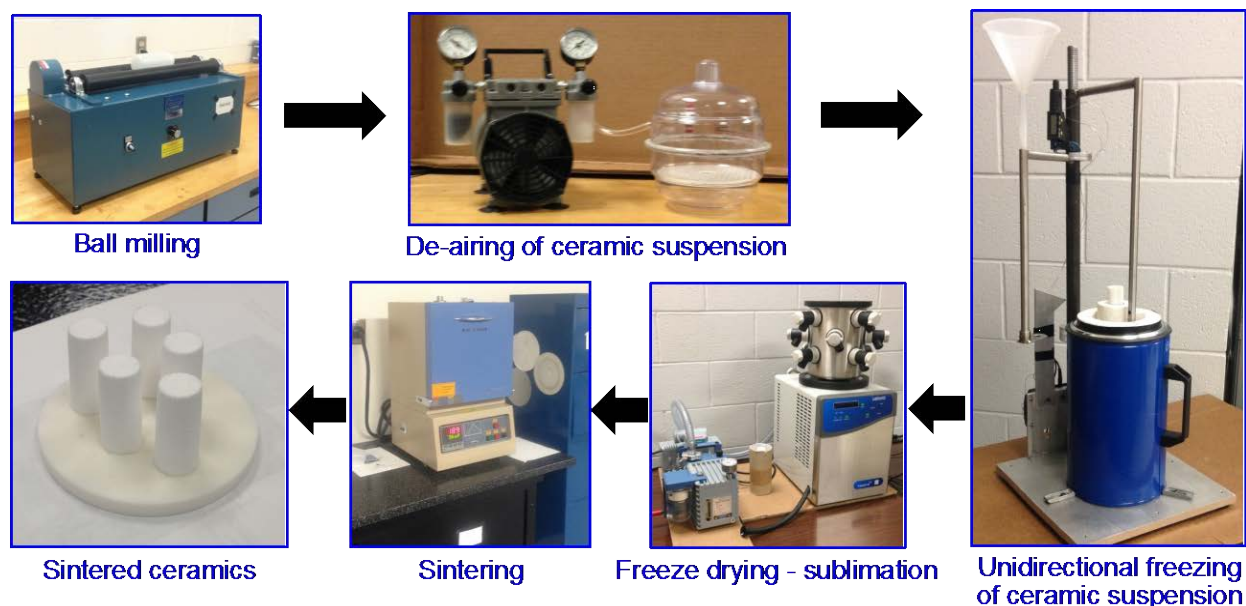 Ball milling
De-airing of ceramic suspension
Unidirectional freezing
of ceramic suspension
Freeze drying - sublimation
Sintering
Sintered ceramics